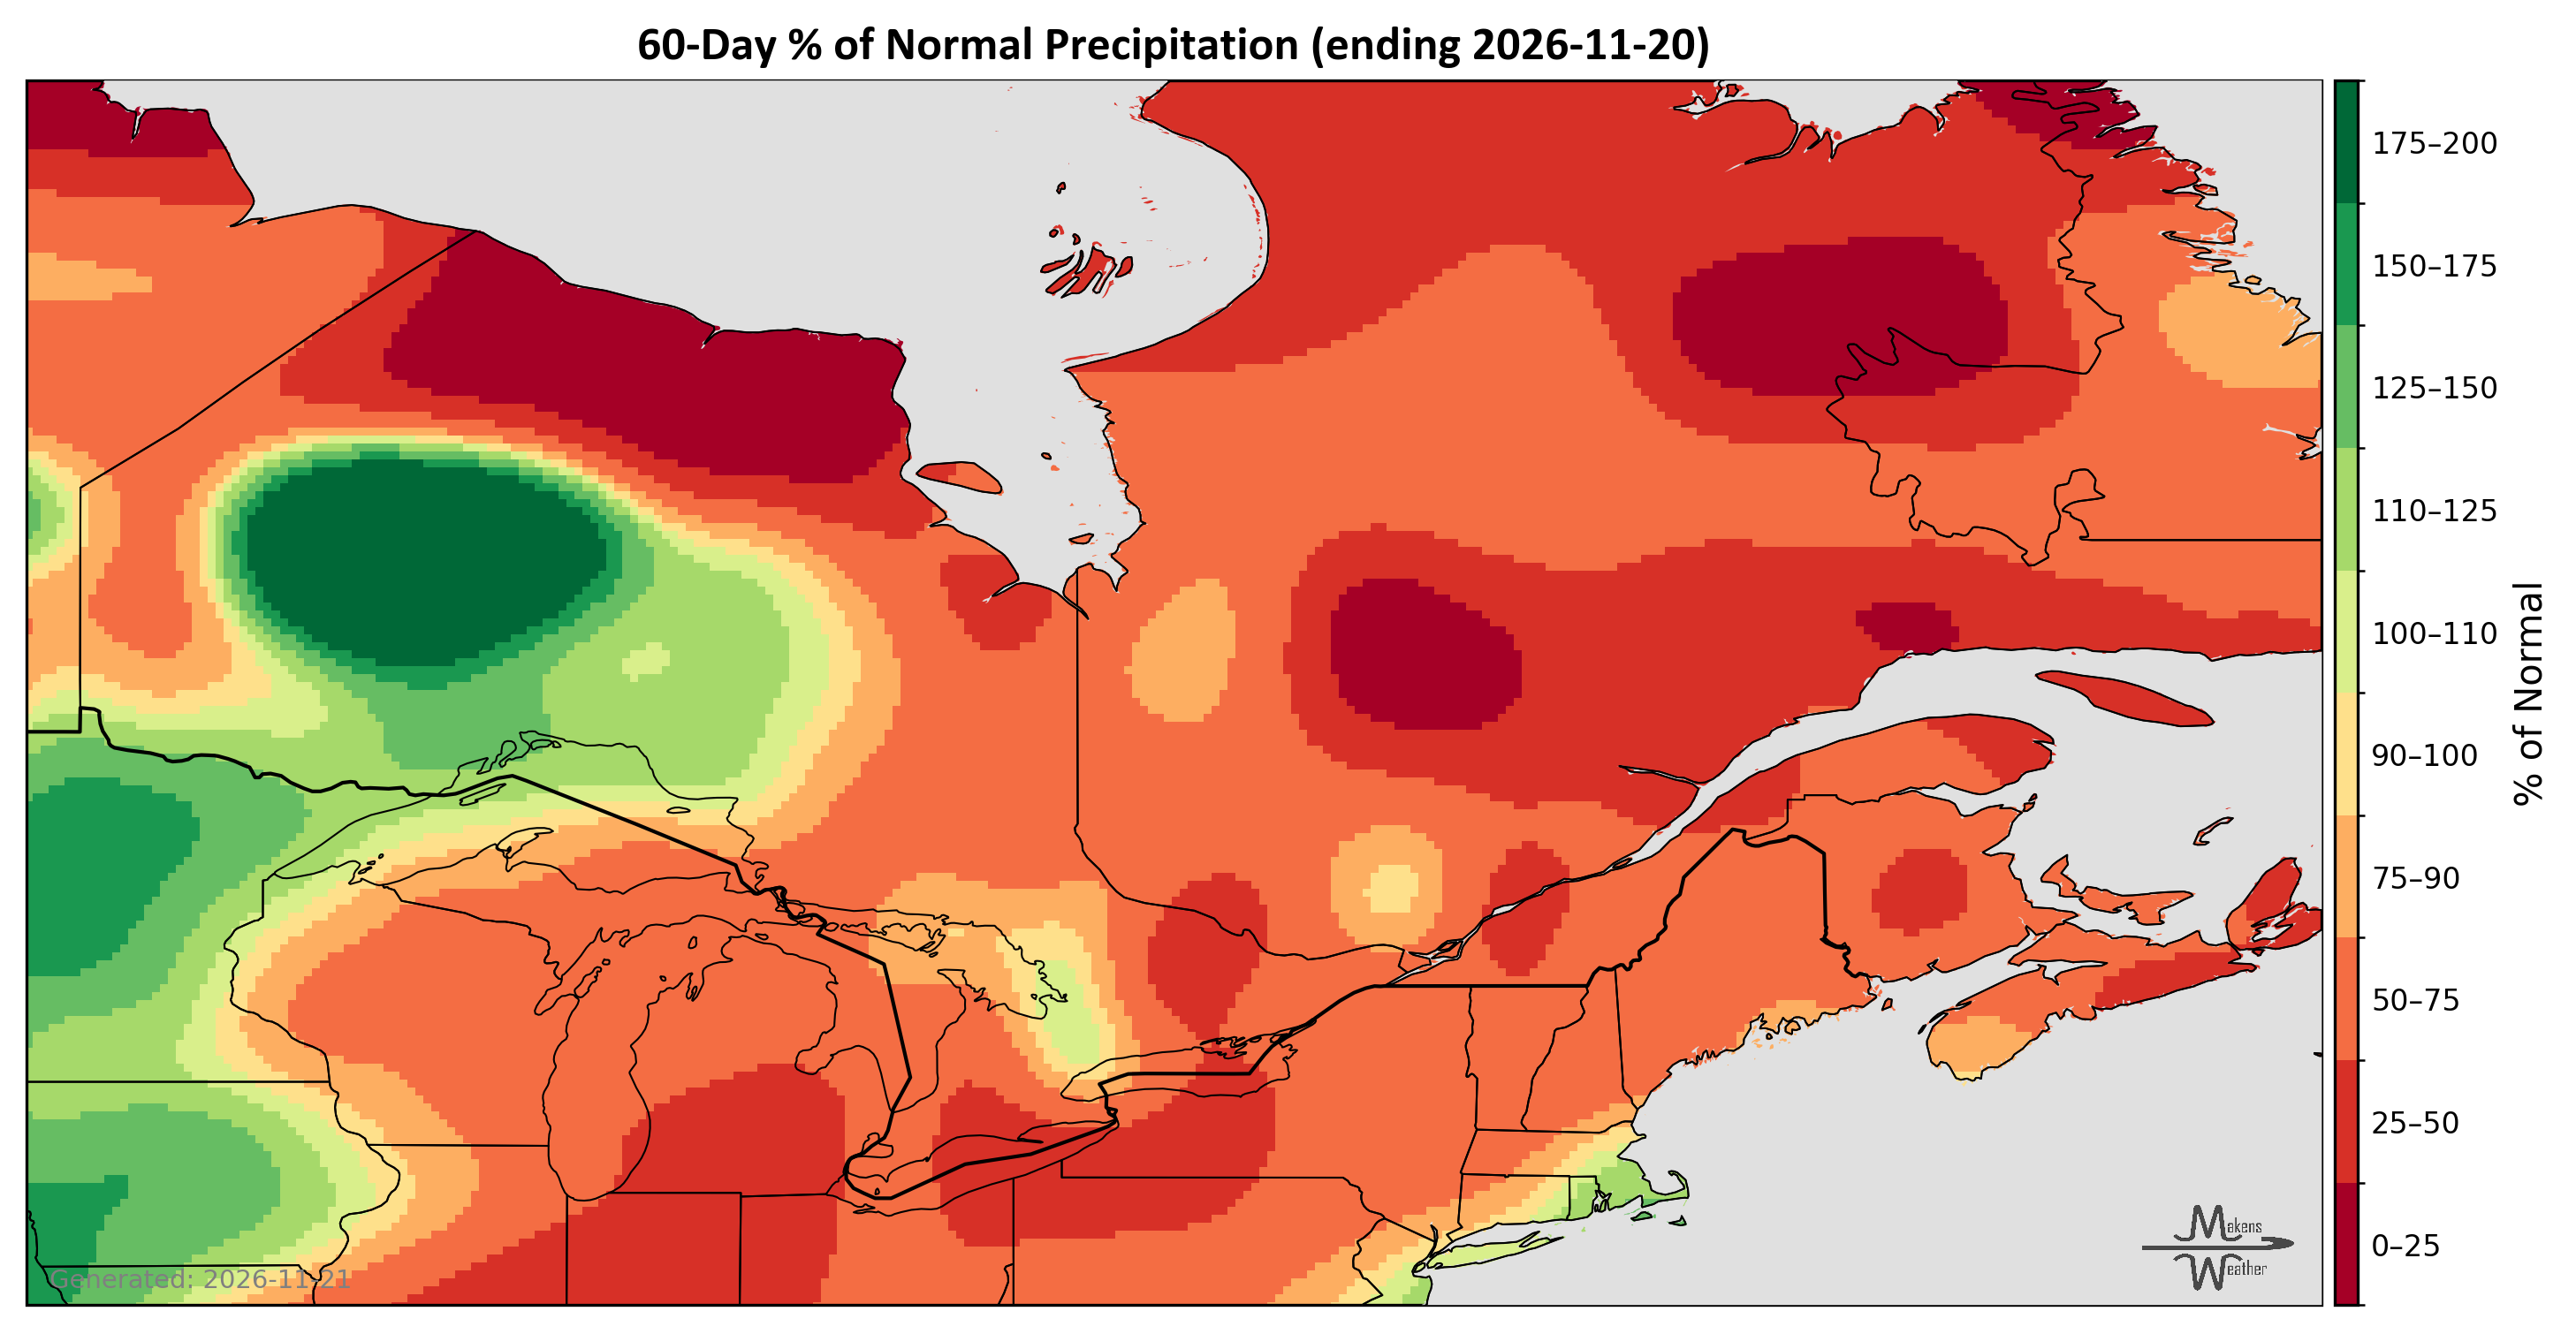 60-Day % of Normal Precipitation (ending 2026-11-20)
175–200
150–175
125–150
110–125
100–110
90–100
75–90
50–75
25–50
0–25
% of Normal
Makens
Weather
Generated: 2026-11-21